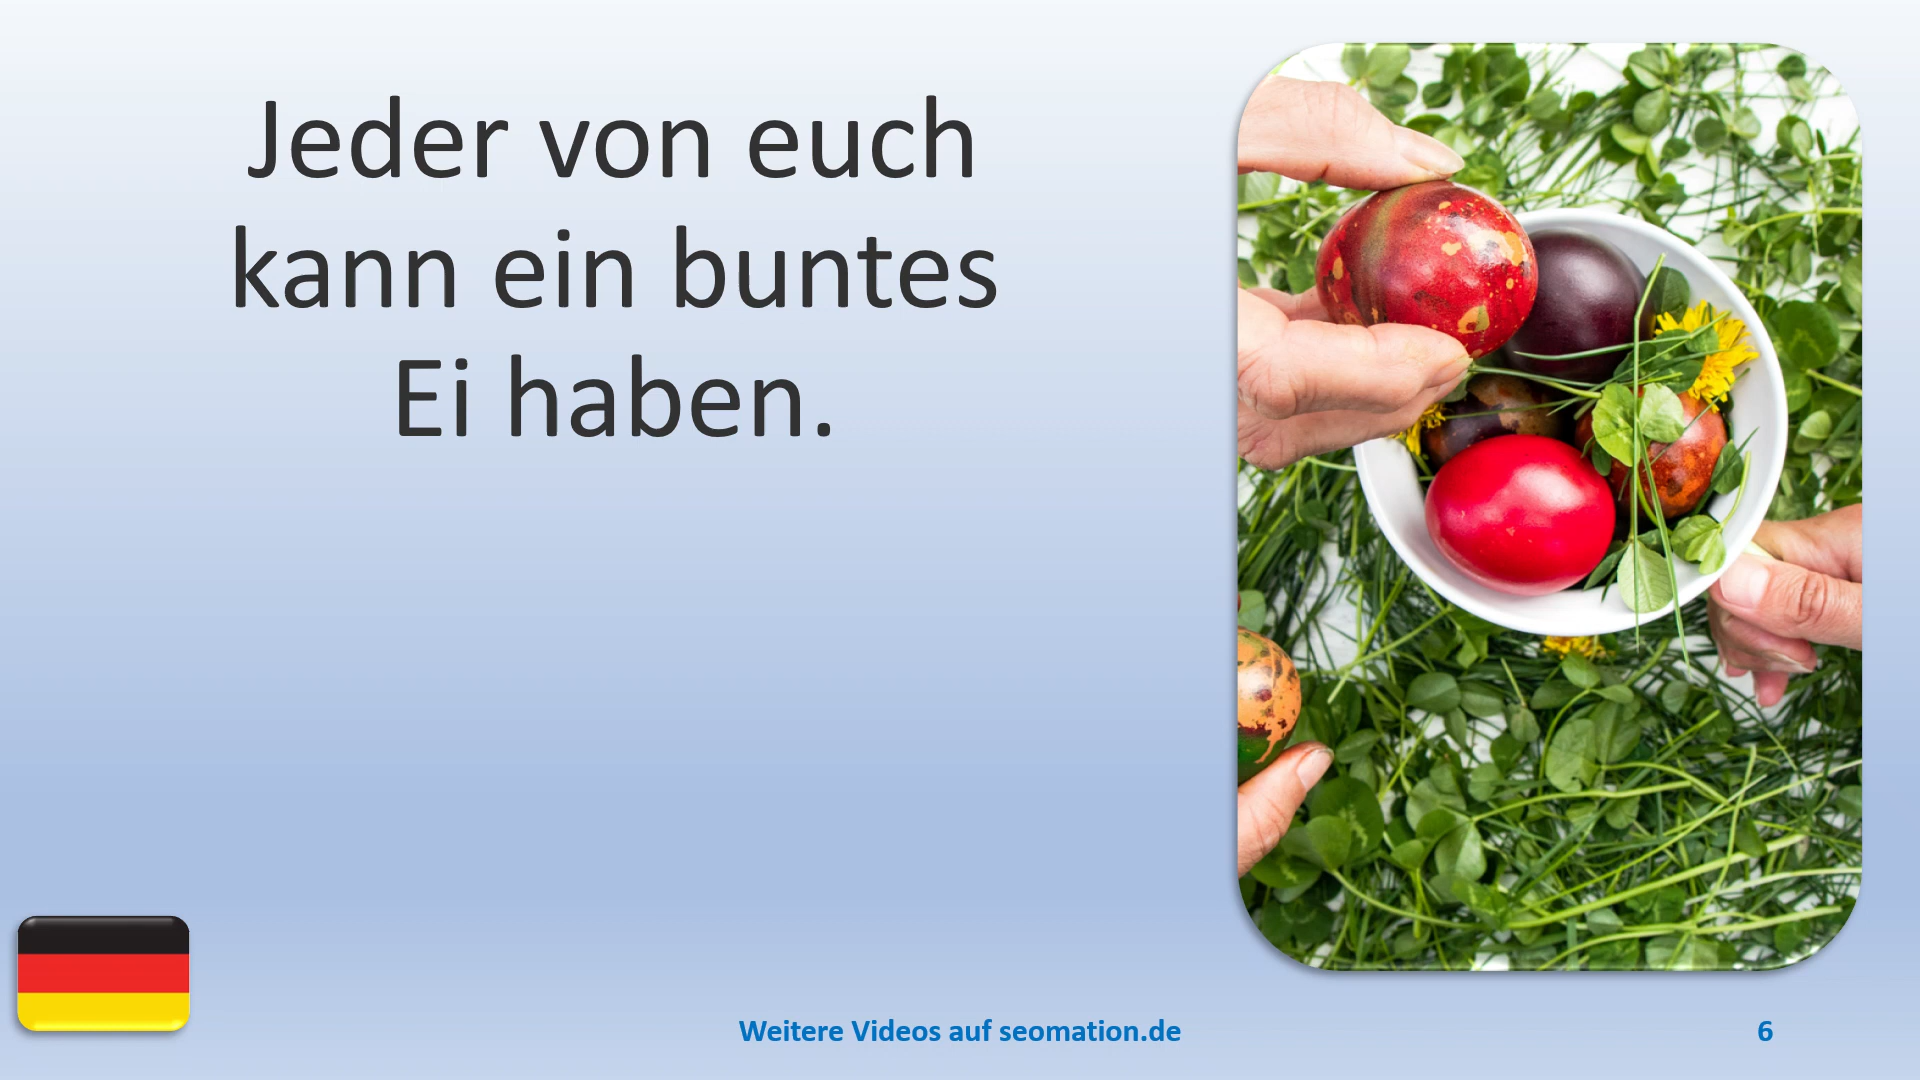 Jeder von euch
kann ein buntes
Ei haben.
Weitere Videos auf seomation.de
6